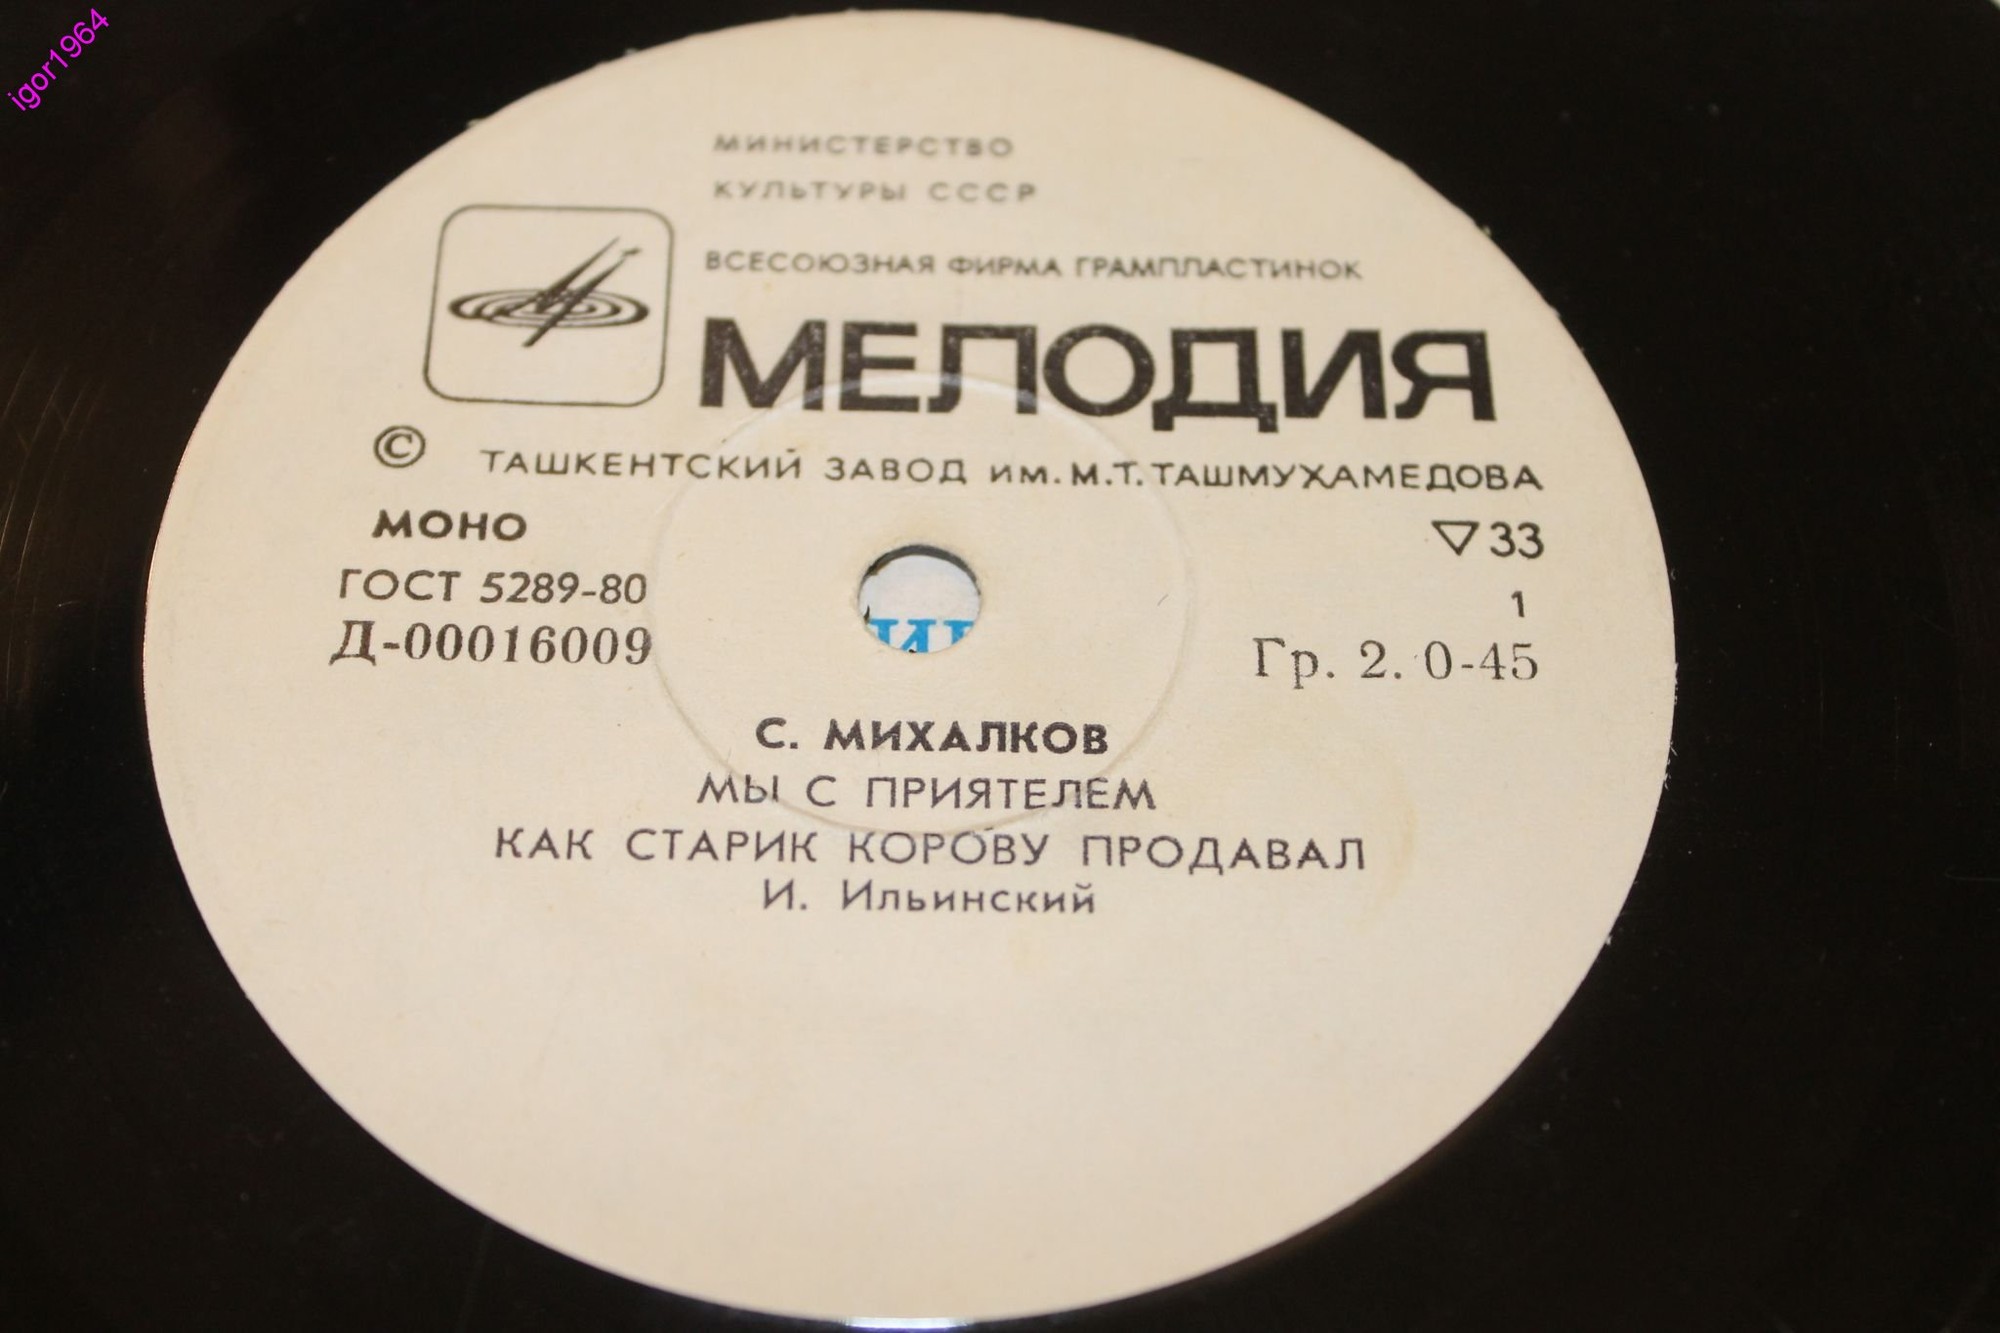 igor1964
МИНИСТЕРСТВО
КУЛЬТУРЫ СССР
ВСЕСОЮЗНАЯ ФИРМА ГРАМПЛАСТИНОК
МЕЛОДИЯ
© ТАШКЕНТСКИЙ ЗАВОД им. М.Т. ТАШМУХАМЕДОВА
МОНО ▽33
ГОСТ 5289-80 1
Д-00016009 Гр. 2. 0-45
С. МИХАЛКОВ
МЫ С ПРИЯТЕЛЕМ
КАК СТАРИК КОРОВУ ПРОДАВАЛ
И. Ильинский